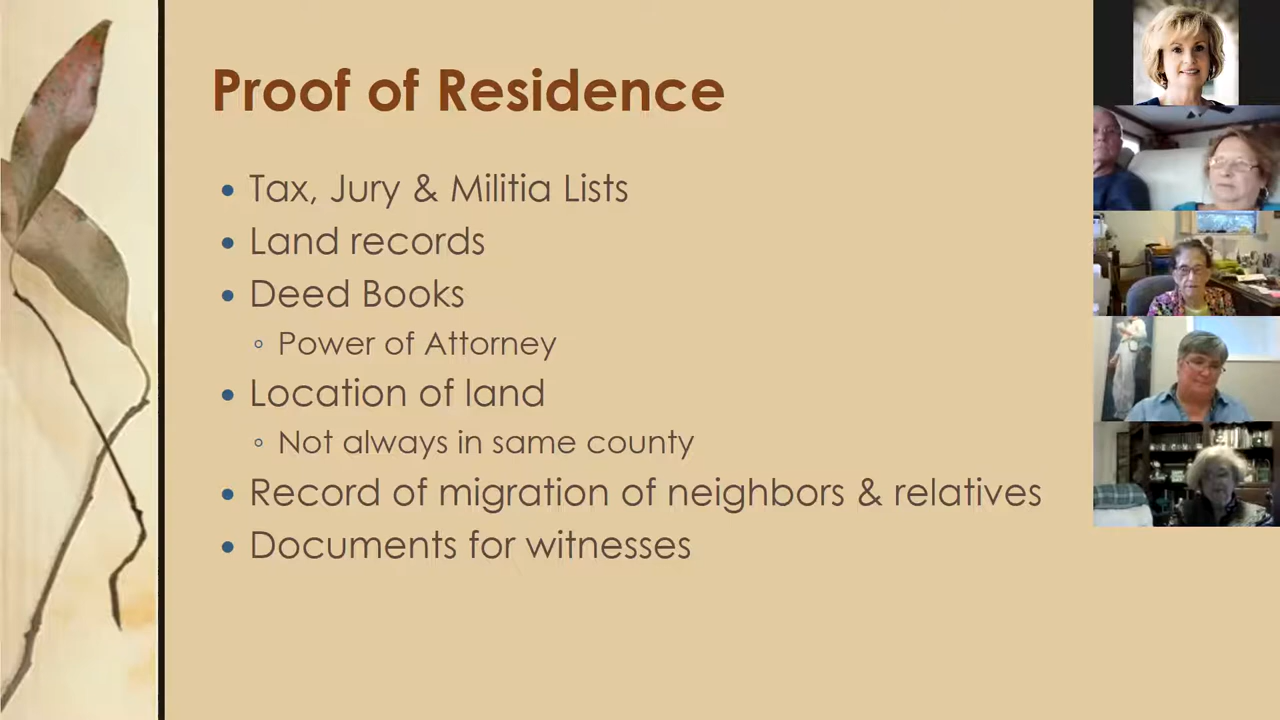 Proof of Residence
• Tax, Jury & Militia Lists
• Land records
• Deed Books
◦ Power of Attorney
• Location of land
◦ Not always in same county
• Record of migration of neighbors & relatives
• Documents for witnesses